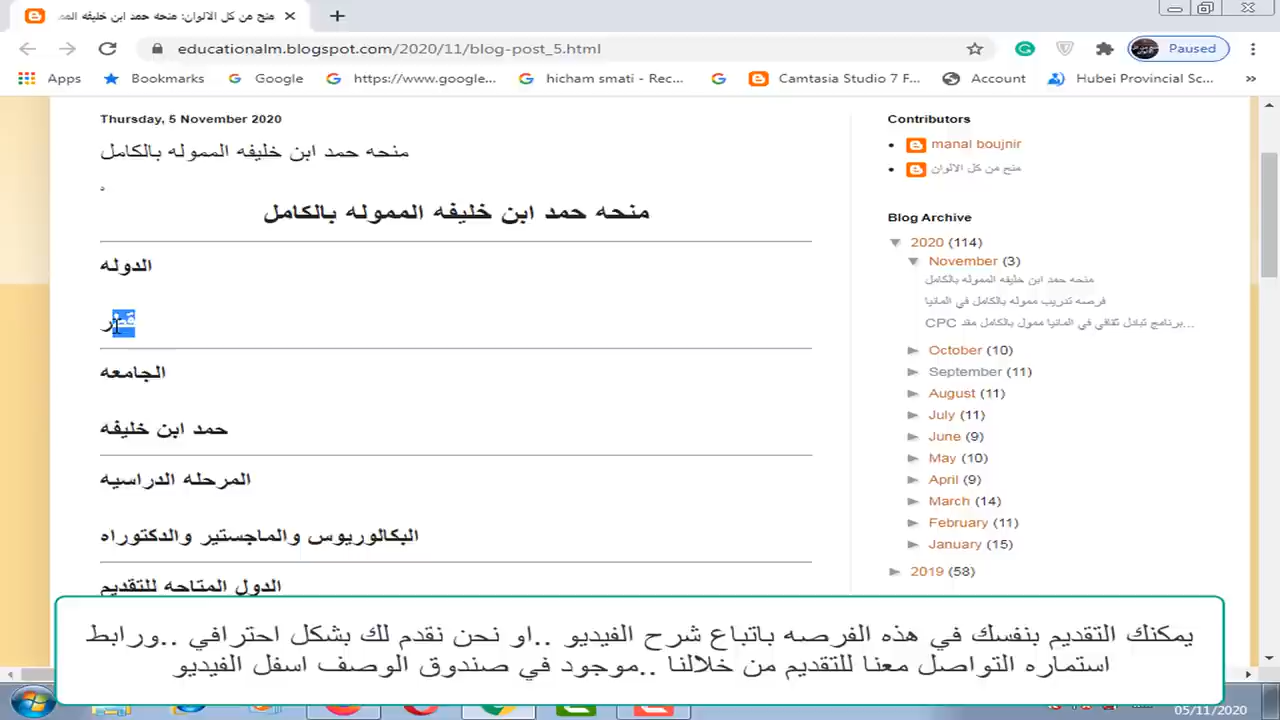 منح من كل الالوان: منحه حمد ابن خليفه المم
educationalm.blogspot.com/2020/11/blog-post_5.html
Paused
Apps
Bookmarks
Google
https://www.google...
hicham smati - Rec...
Camtasia Studio 7 F...
Account
Hubei Provincial Sc...
»
Thursday, 5 November 2020
منحه حمد ابن خليفه الممولهه بالكامل
منحه حمد ابن خليفه الممولهه بالكامل
الدوله
قطر
الجامعه
حمد ابن خليفه
المرحله الدراسيه
البكالوريوس والماجستير والدكتوراه
الدول المتاحه للتقديم
Contributors
manal boujnir
منح من كل الالوان
Blog Archive
2020 (114)
November (3)
منحه حمد ابن خليفه الممولهه بالكامل
فرصه تدريب مموله بالكامل في المانيا
برنامج تبادل ثقافي في المانيا ممول بالكامل مقد CPC...
October (10)
September (11)
August (11)
July (11)
June (9)
May (10)
April (9)
March (14)
February (11)
January (15)
2019 (58)
يمكنك التقديم بنفسك في هذه الفرصه باتباع شرح الفيديو ..او نحن نقدم لك بشكل احترافي ..ورابط
استماره التواصل معنا للتقديم من خلالنا ..موجود في صندوق الوصف اسفل الفيديو
05/11/2020